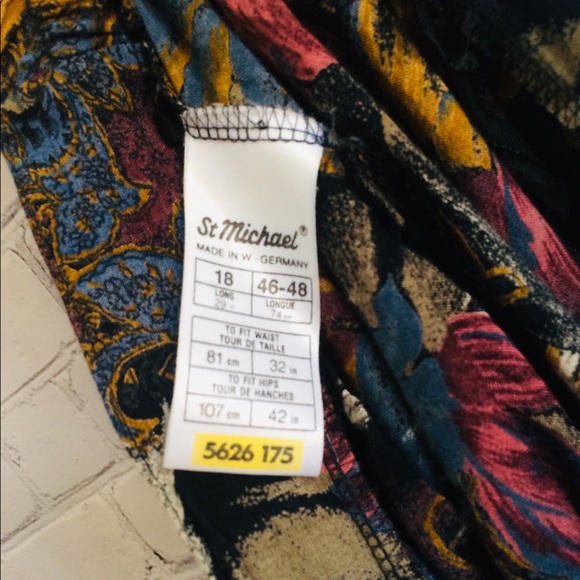 St Michael®
MADE IN W - GERMANY
18 46-48
LONG LONGUE
29 in 74 cm
TO FIT WAIST
TOUR DE TAILLE
81 cm 32 in
TO FIT HIPS
TOUR DE HANCHES
107 cm 42 in
5626 175